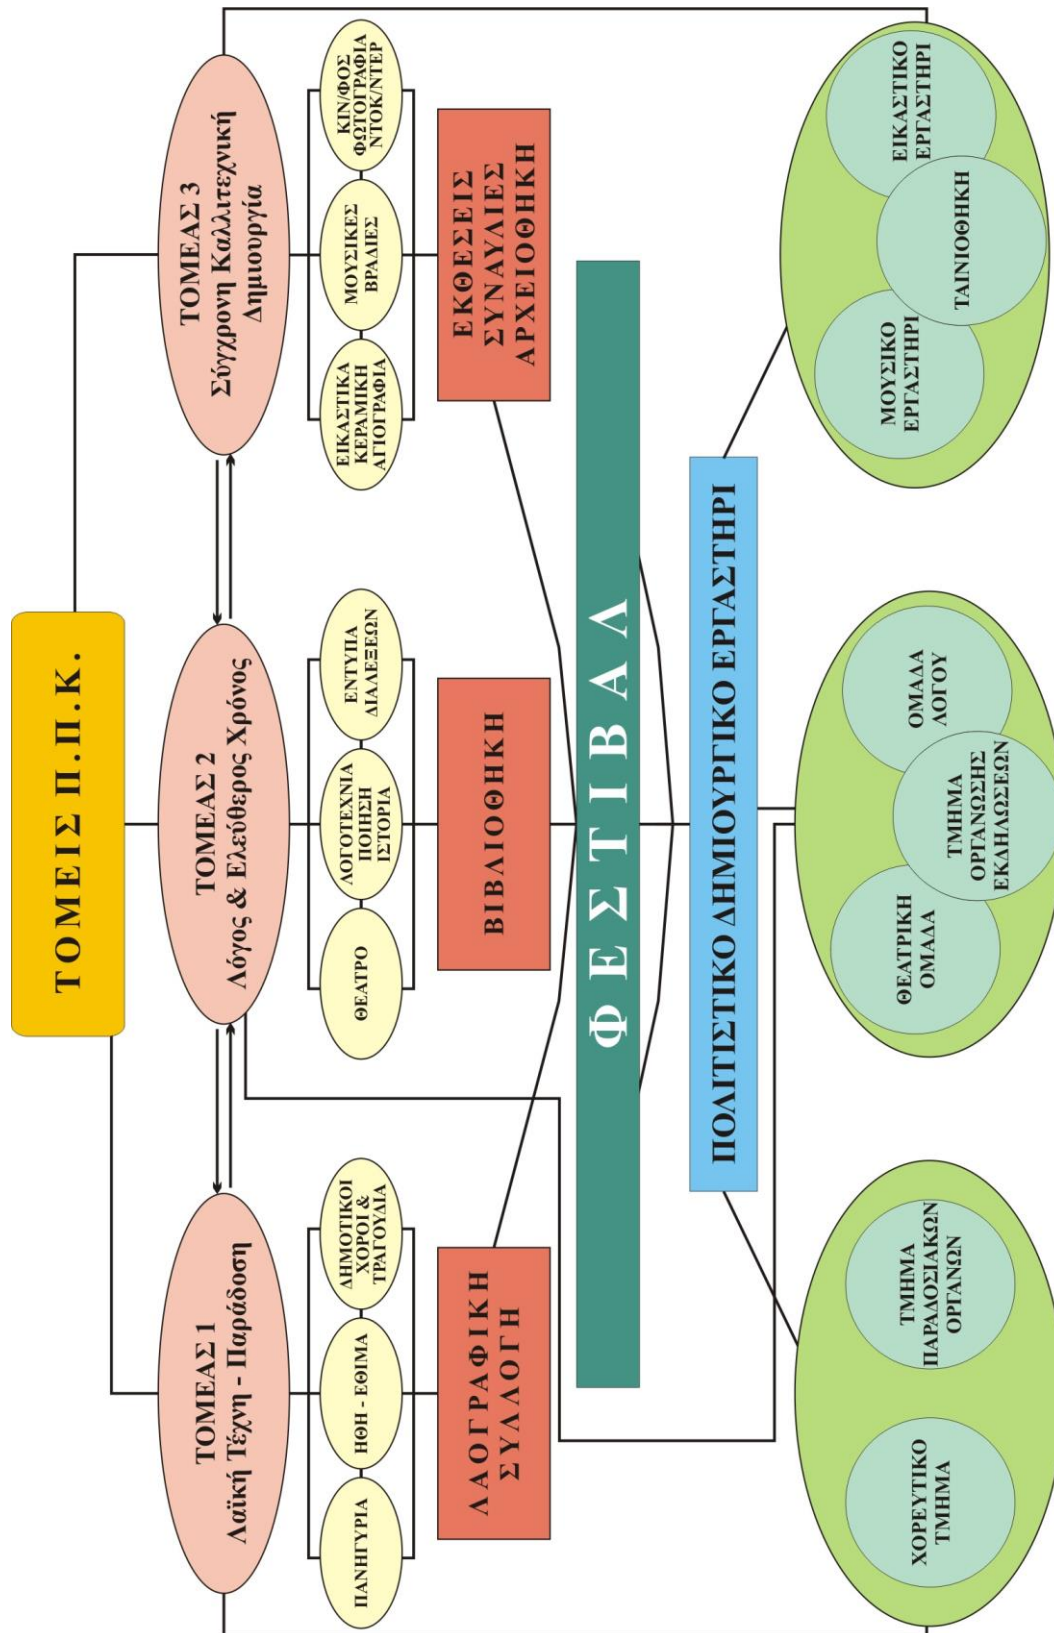 ΤΟΜΕΙΣ Π.Π.Κ.
ΤΟΜΕΑΣ 1
Λαϊκή Τέχνη - Παράδοση
ΤΟΜΕΑΣ 2
Λόγος & Ελεύθερος Χρόνος
ΤΟΜΕΑΣ 3
Σύγχρονη Καλλιτεχνική
Δημιουργία
ΠΑΝΗΓΥΡΙΑ
ΗΘΗ - ΕΘΙΜΑ
ΔΗΜΟΤΙΚΟΙ
ΧΟΡΟΙ &
ΤΡΑΓΟΥΔΙΑ
ΘΕΑΤΡΟ
ΛΟΓΟΤΕΧΝΙΑ
ΠΟΙΗΣΗ
ΙΣΤΟΡΙΑ
ΕΝΤΥΠΑ
ΔΙΑΛΕΞΕΩΝ
ΕΙΚΑΣΤΙΚΑ
ΚΕΡΑΜΙΚΗ
ΑΓΙΟΓΡΑΦΙΑ
ΜΟΥΣΙΚΕΣ
ΒΡΑΔΙΕΣ
ΚΙΝ/ΦΟΣ
ΦΩΤΟΓΡΑΦΙΑ
ΝΤΟΚ/ΝΤΕΡ
ΛΑΟΓΡΑΦΙΚΗ
ΣΥΛΛΟΓΗ
ΒΙΒΛΙΟΘΗΚΗ
ΕΚΘΕΣΕΙΣ
ΣΥΝΑΥΛΙΕΣ
ΑΡΧΕΙΟΘΗΚΗ
ΦΕΣΤΙΒΑΛ
ΠΟΛΙΤΙΣΤΙΚΟ ΔΗΜΙΟΥΡΓΙΚΟ ΕΡΓΑΣΤΗΡΙ
ΧΟΡΕΥΤΙΚΟ
ΤΜΗΜΑ
ΤΜΗΜΑ
ΠΑΡΑΔΟΣΙΑΚΩΝ
ΟΡΓΑΝΩΝ
ΘΕΑΤΡΙΚΗ
ΟΜΑΔΑ
ΤΜΗΜΑ
ΟΡΓΑΝΩΣΗΣ
ΕΚΔΗΛΩΣΕΩΝ
ΟΜΑΔΑ
ΛΟΓΟΥ
ΜΟΥΣΙΚΟ
ΕΡΓΑΣΤΗΡΙ
ΤΑΙΝΙΟΘΗΚΗ
ΕΙΚΑΣΤΙΚΟ
ΕΡΓΑΣΤΗΡΙ